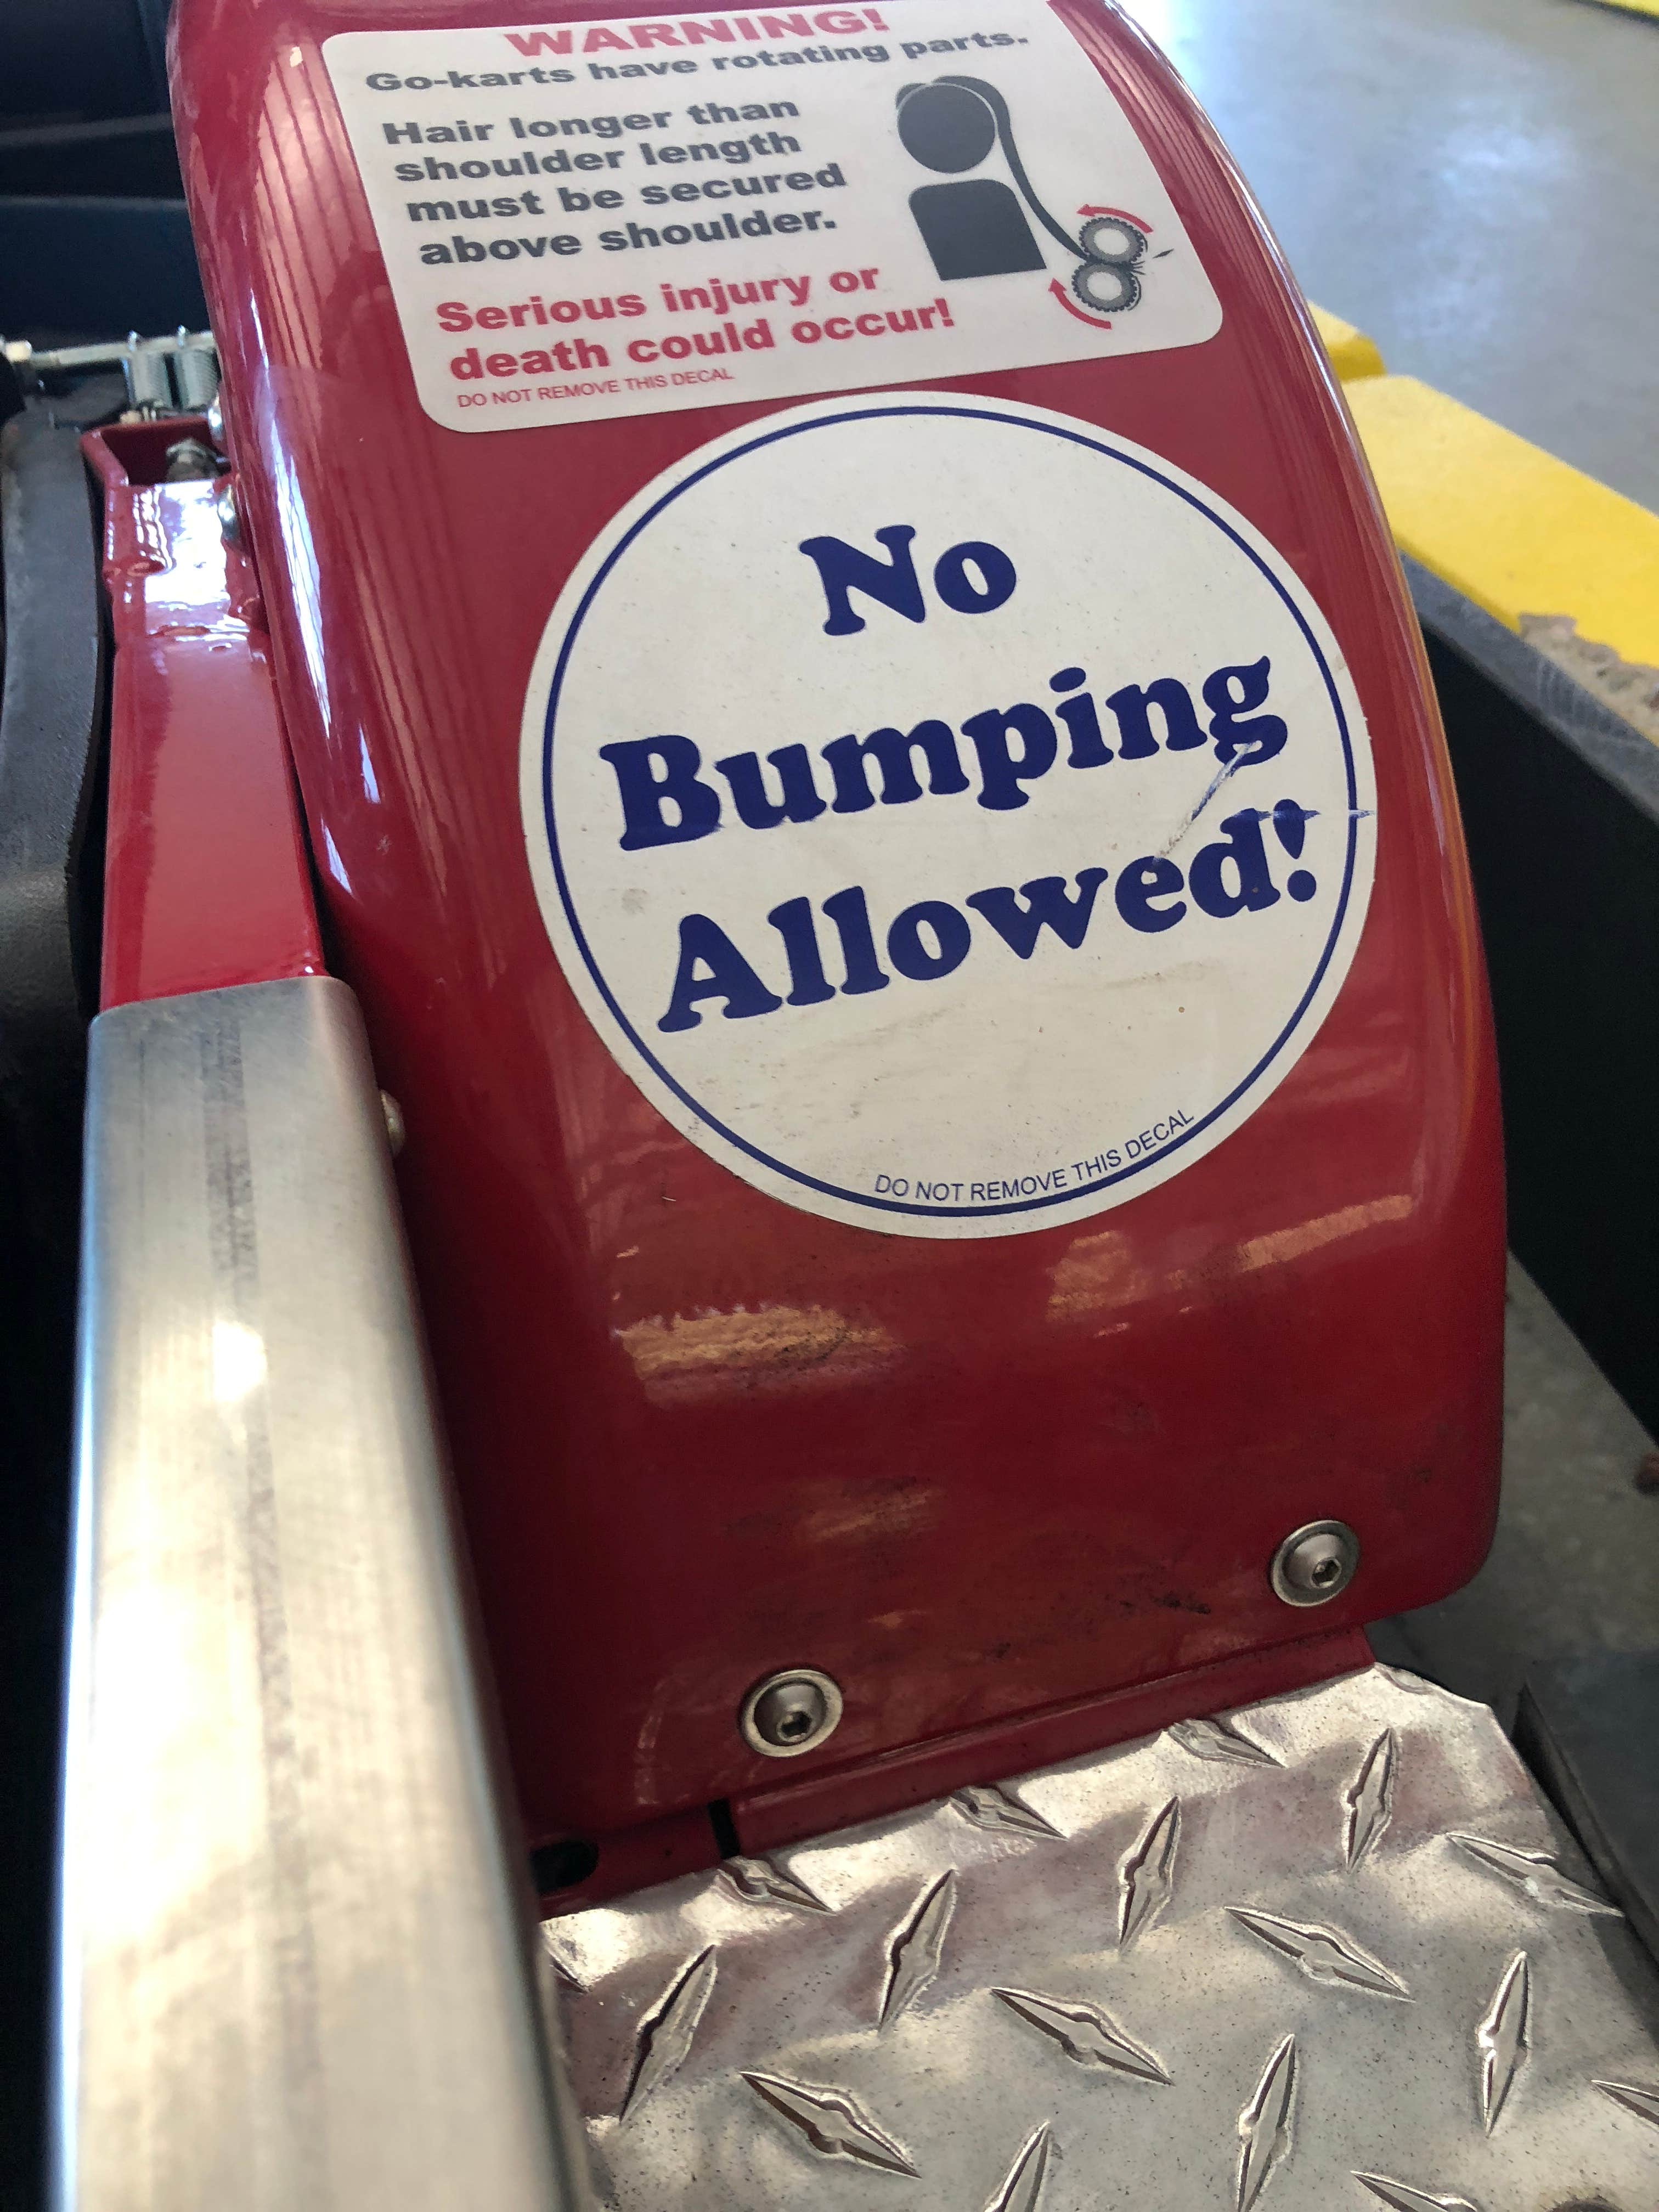 WARNING!
Go-karts have rotating parts.
Hair longer than
shoulder length
must be secured
above shoulder.
Serious injury or
death could occur!
DO NOT REMOVE THIS DECAL
No
Bumping
Allowed!
DO NOT REMOVE THIS DECAL